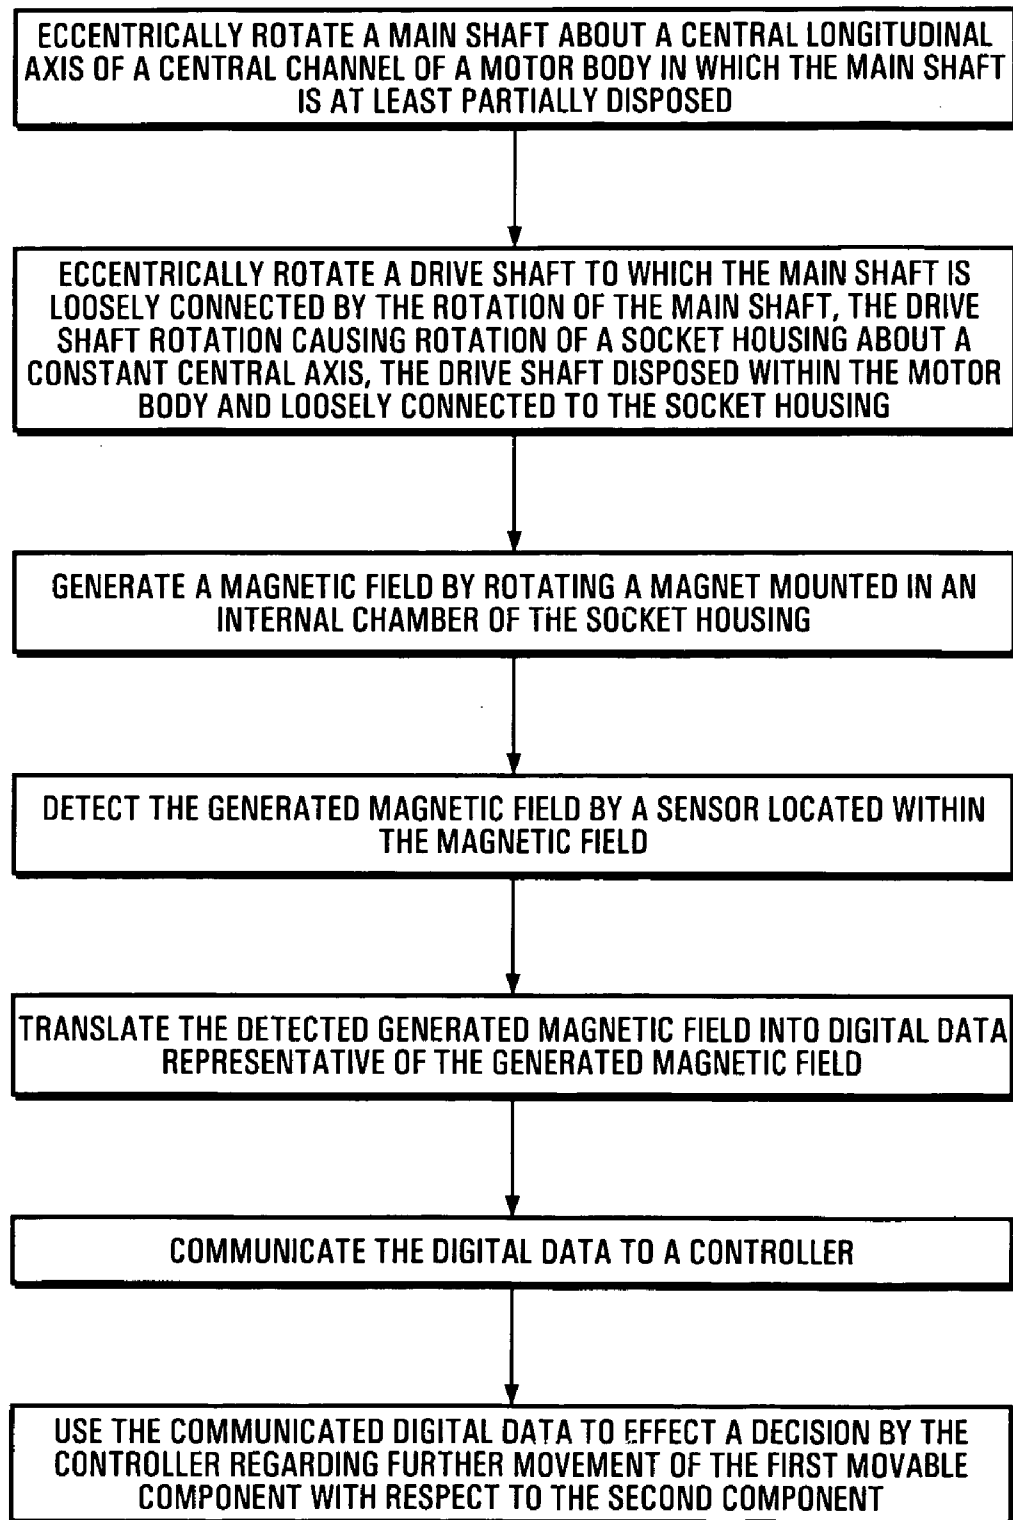 ECCENTRICALLY ROTATE A MAIN SHAFT ABOUT A CENTRAL LONGITUDINAL
AXIS OF A CENTRAL CHANNEL OF A MOTOR BODY IN WHICH THE MAIN SHAFT
IS AT LEAST PARTIALLY DISPOSED
ECCENTRICALLY ROTATE A DRIVE SHAFT TO WHICH THE MAIN SHAFT IS
LOOSELY CONNECTED BY THE ROTATION OF THE MAIN SHAFT, THE DRIVE
SHAFT ROTATION CAUSING ROTATION OF A SOCKET HOUSING ABOUT A
CONSTANT CENTRAL AXIS, THE DRIVE SHAFT DISPOSED WITHIN THE MOTOR
BODY AND LOOSELY CONNECTED TO THE SOCKET HOUSING
GENERATE A MAGNETIC FIELD BY ROTATING A MAGNET MOUNTED IN AN
INTERNAL CHAMBER OF THE SOCKET HOUSING
DETECT THE GENERATED MAGNETIC FIELD BY A SENSOR LOCATED WITHIN
THE MAGNETIC FIELD
TRANSLATE THE DETECTED GENERATED MAGNETIC FIELD INTO DIGITAL DATA
REPRESENTATIVE OF THE GENERATED MAGNETIC FIELD
COMMUNICATE THE DIGITAL DATA TO A CONTROLLER
USE THE COMMUNICATED DIGITAL DATA TO EFFECT A DECISION BY THE
CONTROLLER REGARDING FURTHER MOVEMENT OF THE FIRST MOVABLE
COMPONENT WITH RESPECT TO THE SECOND COMPONENT